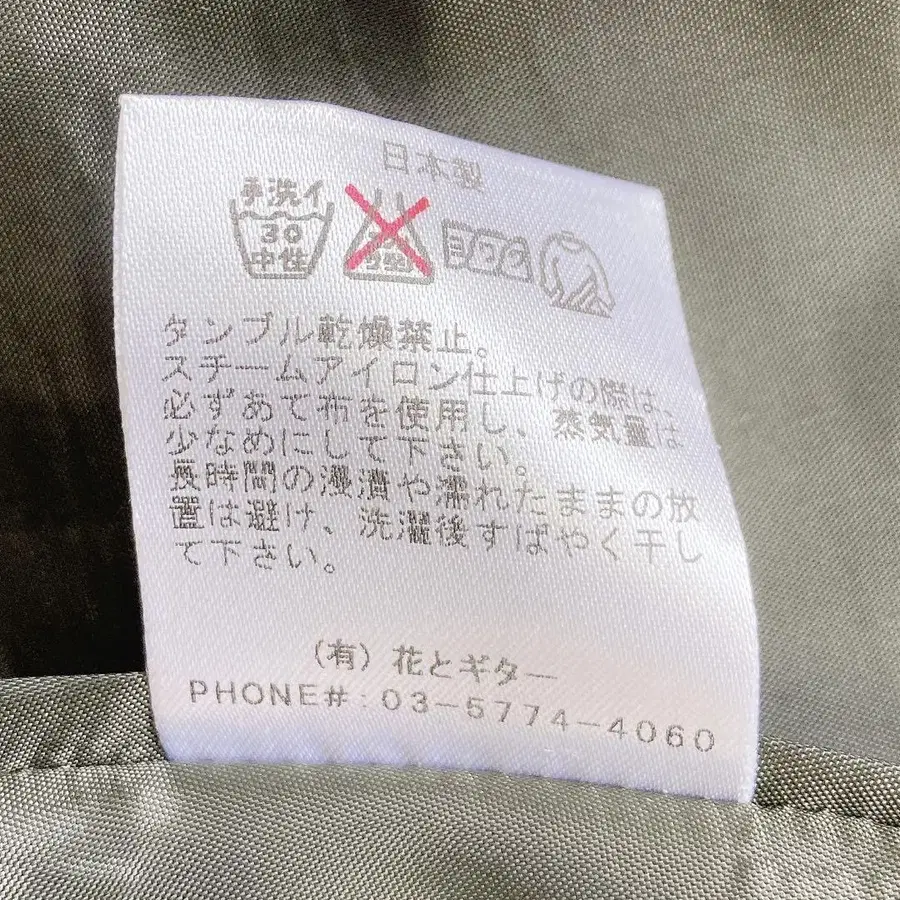 日本製
手洗イ
30
中性
ドライ
タンブル乾燥禁止。
スチームアイロン仕上げの際は、
必ずあて布を使用し、蒸気量は
少なめにして下さい。
長時間の浸漬や濡れたままの放
置は避け、洗濯後すばやく干し
て下さい。
(有)花とギター
PHONE#:03-5774-4060